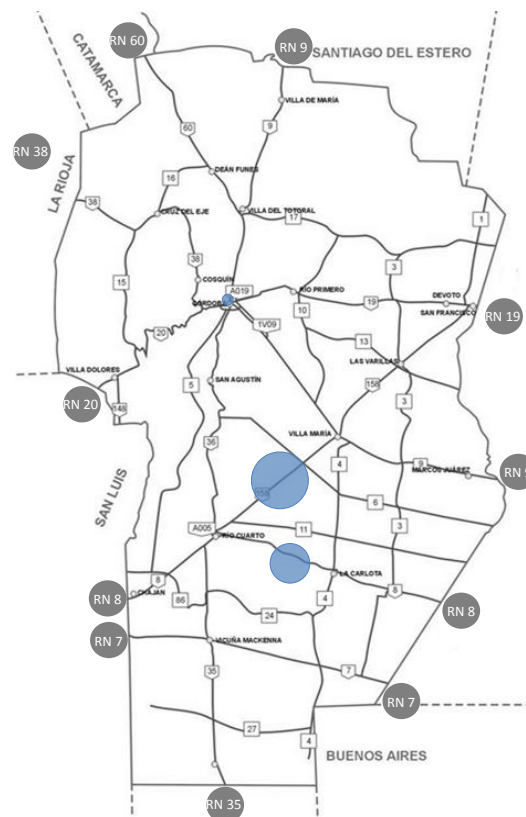 RN 60
RN 9
SANTIAGO DEL ESTERO
CATAMARCA
VILLA DE MARÍA
9
60
RN 38
LA RIOJA
DEÁN FUNES
16
38
CRUZ DEL EJE
VILLA DEL TOTORAL
17
1
38
3
COSQUÍN
15
A019
RÍO PRIMERO
DEVOTO
19
SAN FRANCISCO
10
RN 19
1V09
20
13
LAS VARILLAS
VILLA DOLORES
5
SAN AGUSTÍN
158
RN 20
148
3
36
VILLA MARÍA
4
9
MARCOS JUÁREZ
SAN LUIS
6
A005
11
3
RÍO CUARTO
8
LA CARLOTA
RN 8
CHAJÁN
86
8
4
RN 8
24
RN 7
VICUÑA MACKENNA
35
7
RN 7
27
4
BUENOS AIRES
RN 35